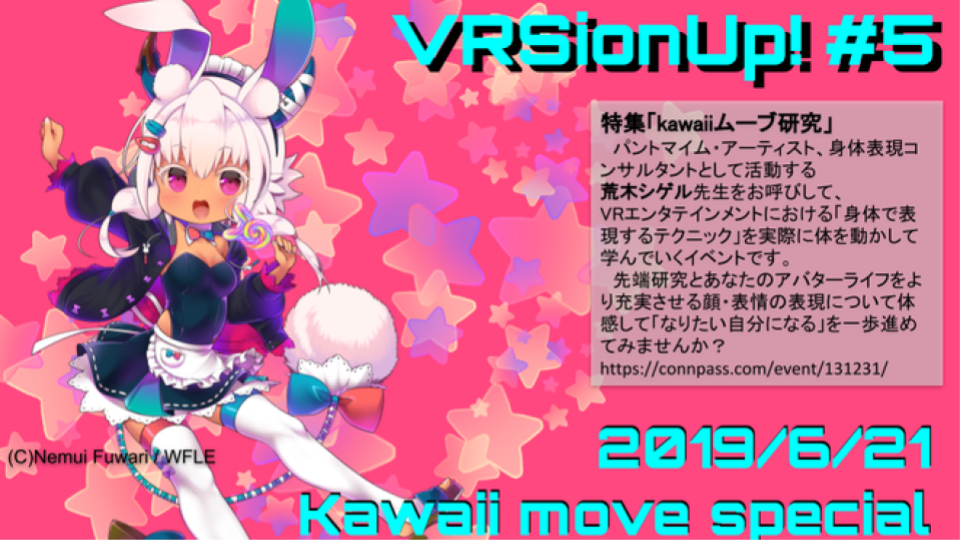 VRSionUp! #5
特集「kawaiiムーブ研究」
パントマイム・アーティスト、身体表現コ
ンサルタントとして活動する
荒木シゲル先生をお呼びして、
VRエンタテインメントにおける「身体で表
現するテクニック」を実際に体を動かして
学んでいくイベントです。
先端研究とあなたのアバターライフをよ
り充実させる顔・表情の表現について体
感して「なりたい自分になる」を一歩進め
てみませんか？
https://connpass.com/event/131231/
(C)Nemui Fuwari / WFLE
2019/6/21
Kawaii move special